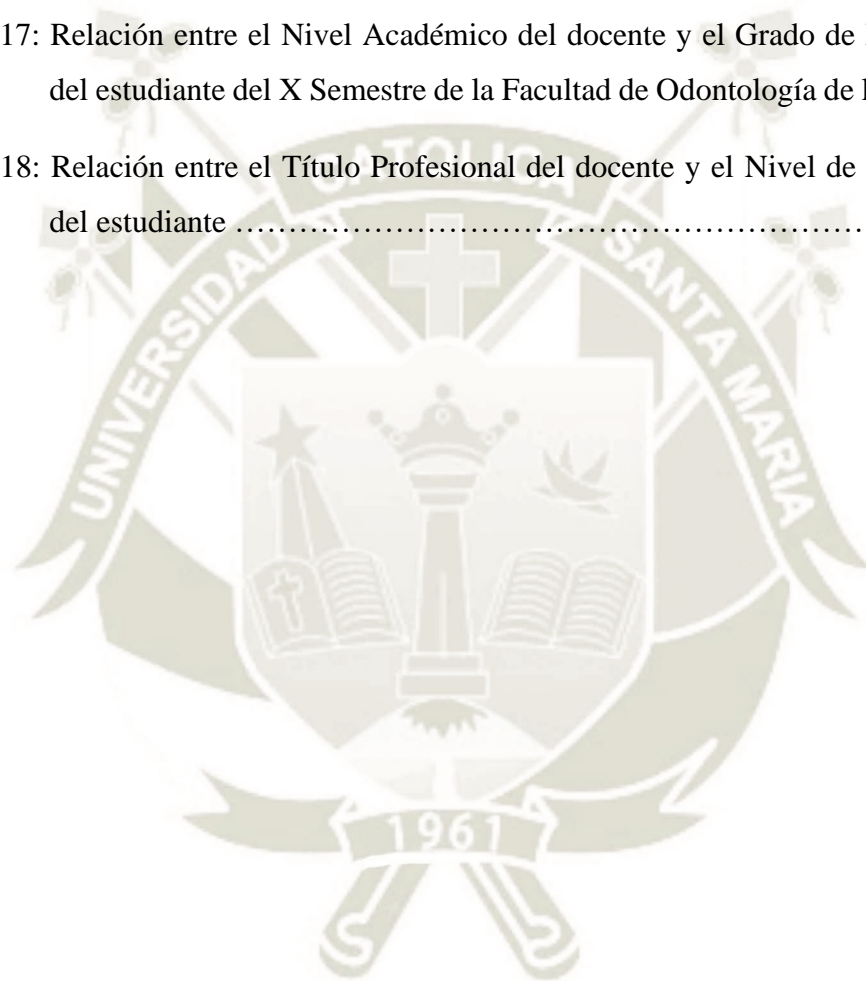 17: Relación entre el Nivel Académico del docente y el Grado de
del estudiante del X Semestre de la Facultad de Odontología de
18: Relación entre el Título Profesional del docente y el Nivel de
del estudiante ……………………………………………………
UNIVERSIDAD CATOLICA SANTA MARIA
1961